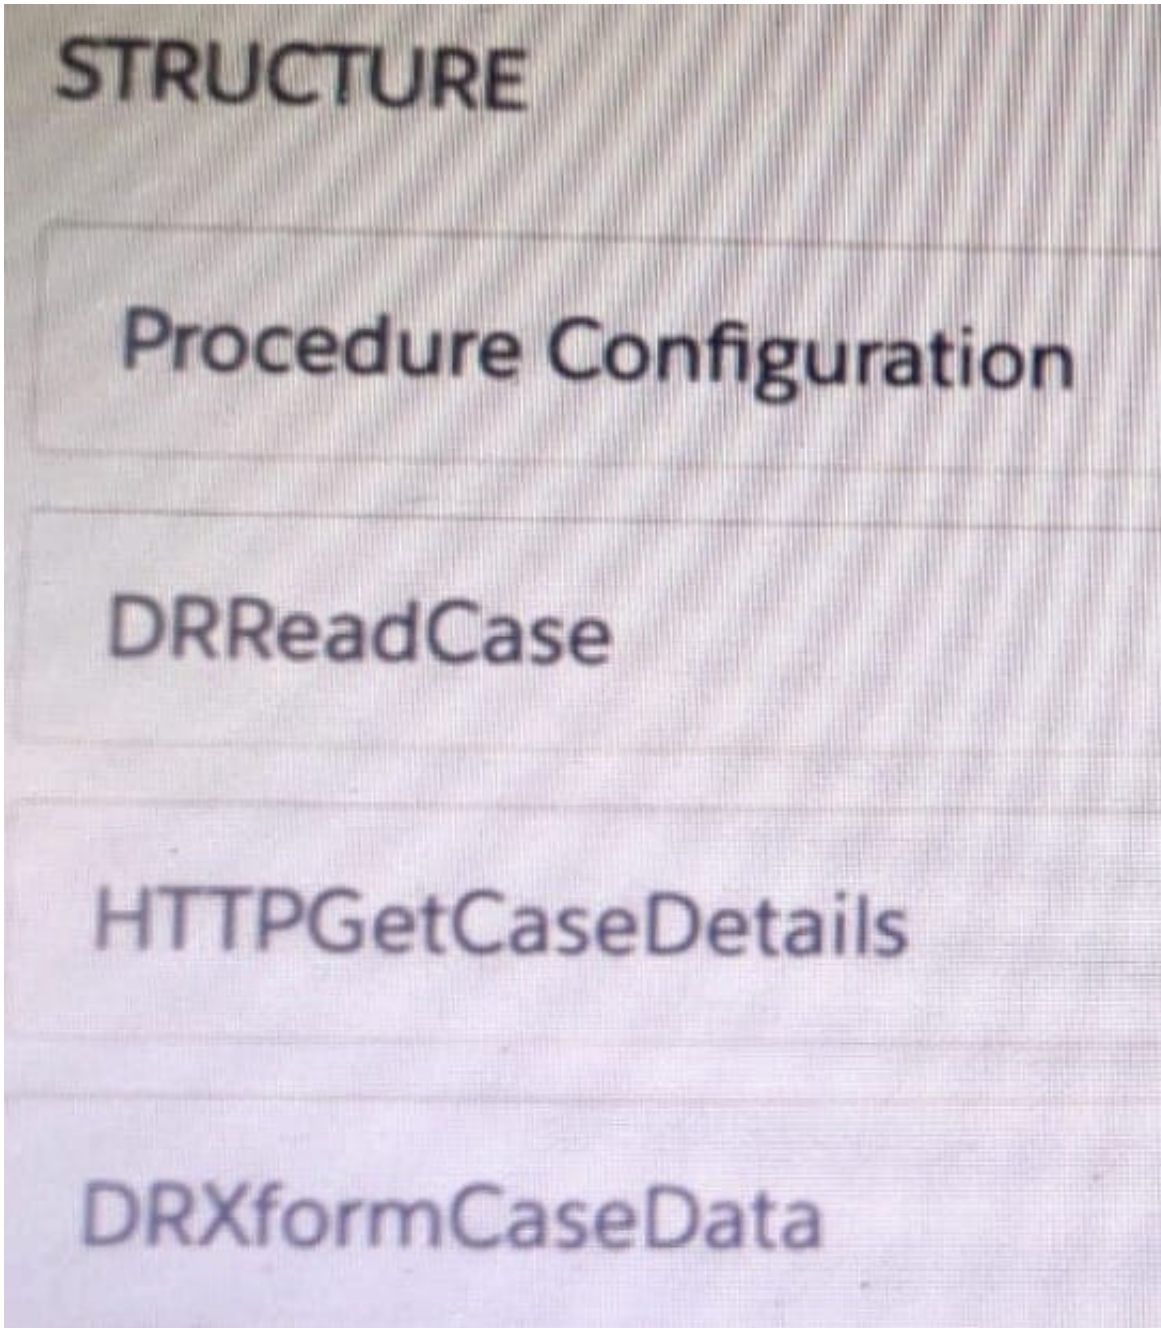 STRUCTURE
Procedure Configuration
DRReadCase
HTTPGetCaseDetails
DRXformCaseData